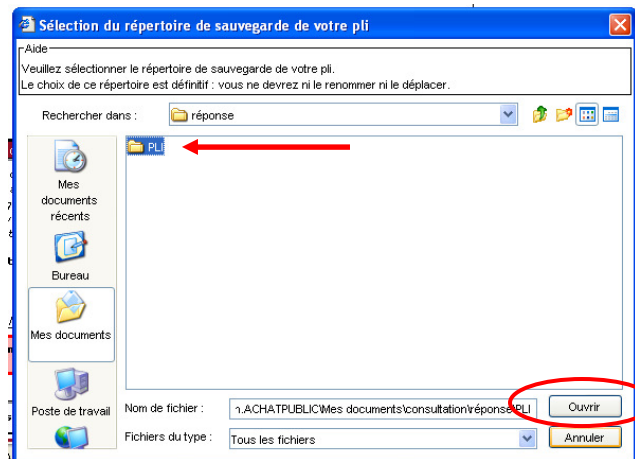 Sélection du répertoire de sauvegarde de votre pli
Aide
Veuillez sélectionner le répertoire de sauvegarde de votre pli.
Le choix de ce répertoire est définitif : vous ne devrez ni le renommer ni le déplacer.
Rechercher dans : réponse
PLI
Mes
documents
récents
Bureau
Mes documents
Poste de travail
Nom de fichier : ı.ACHATPUBLIC\Mes documents\consultation\réponse\PLI Ouvrir
Fichiers du type : Tous les fichiers Annuler